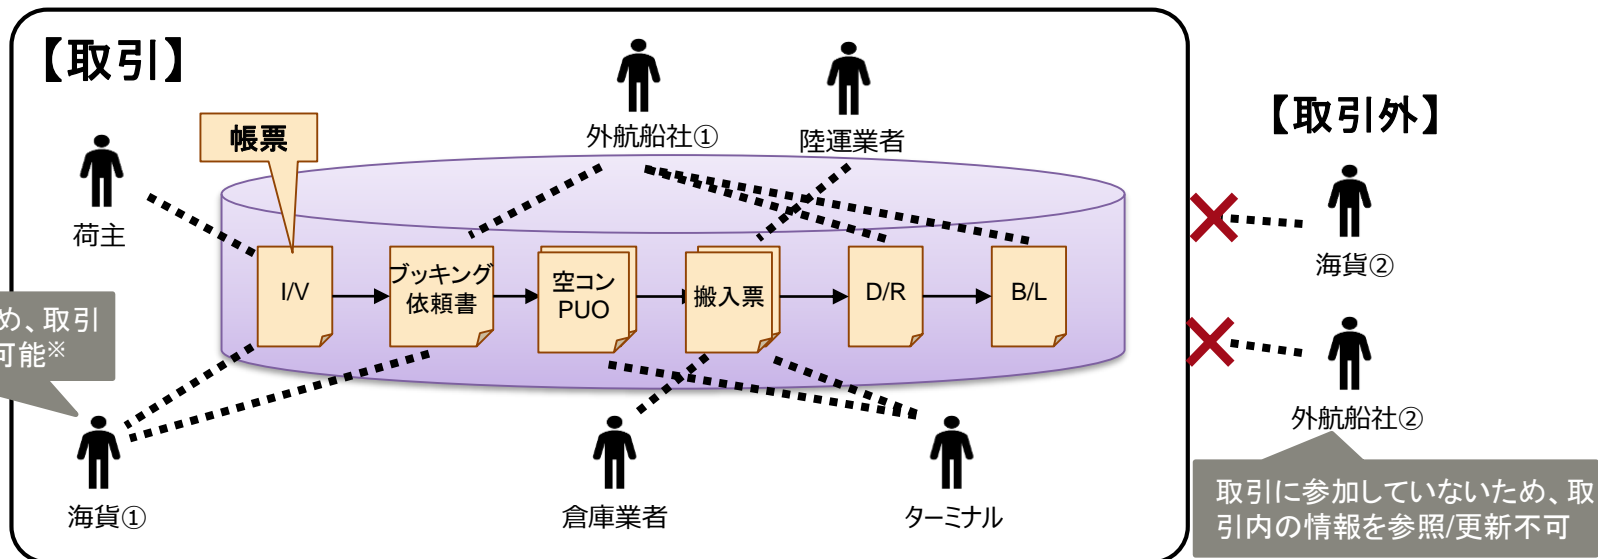 【取引】
帳票
外航船社①
陸運業者
【取引外】
荷主
海貨②
I/V
ブッキング
依頼書
空コン
PUO
搬入票
D/R
B/L
め、取引
可能※
外航船社②
海貨①
倉庫業者
ターミナル
取引に参加していないため、取
引内の情報を参照/更新不可